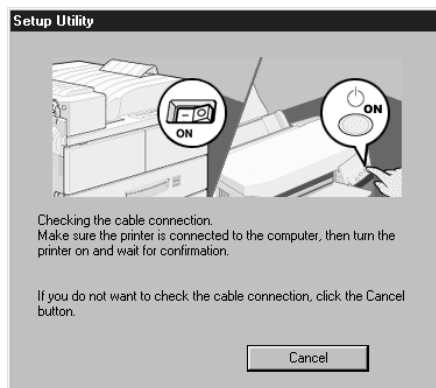 Setup Utility
ON
ON
Checking the cable connection.
Make sure the printer is connected to the computer, then turn the
printer on and wait for confirmation.
If you do not want to check the cable connection, click the Cancel
button.
Cancel